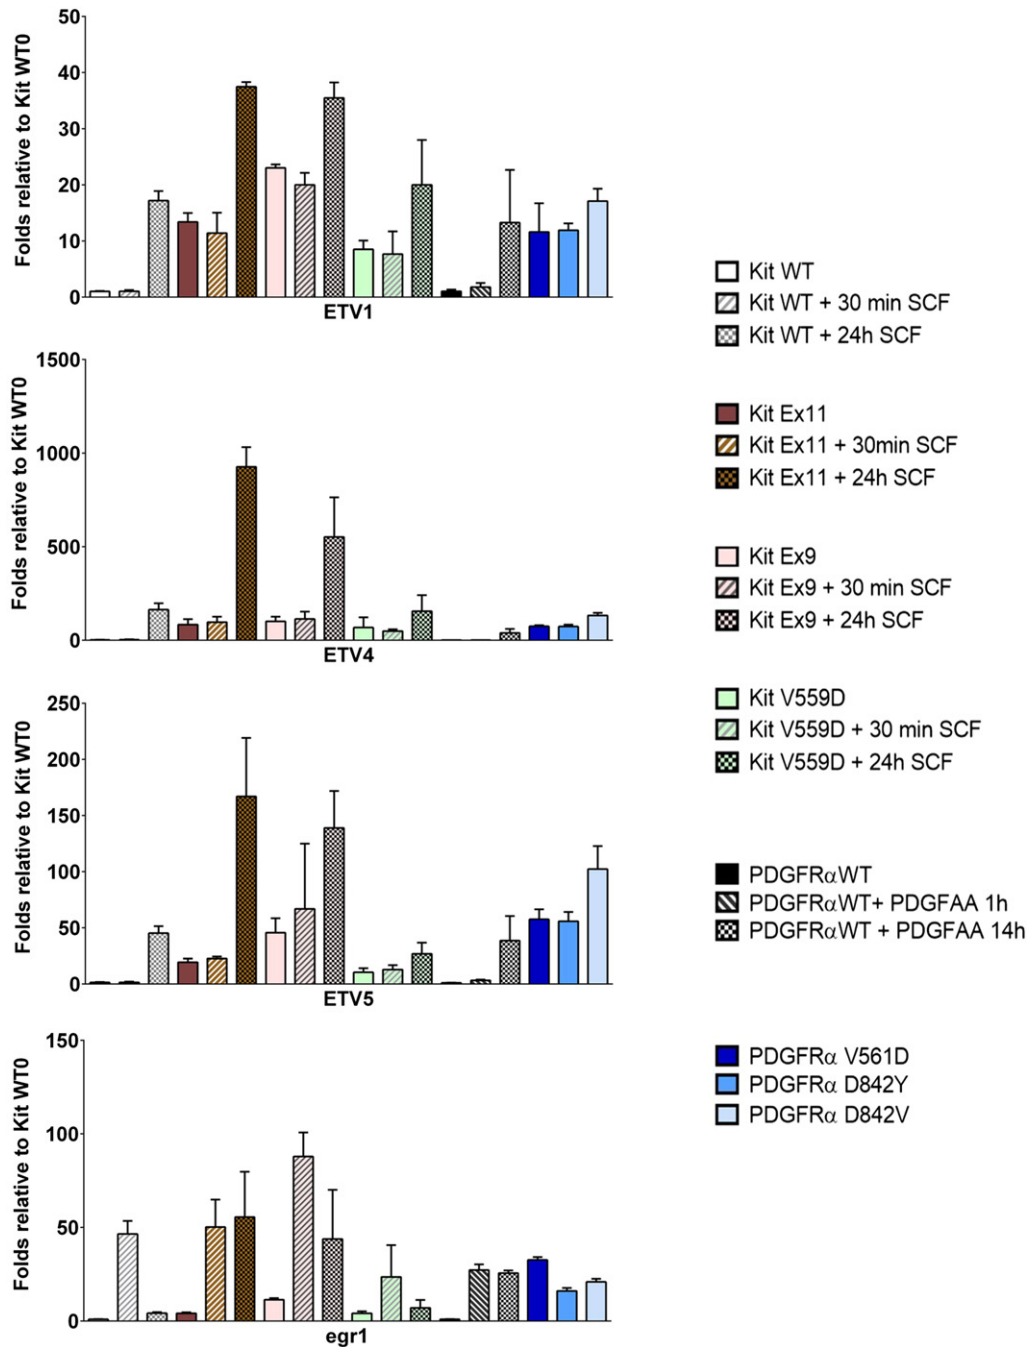 Folds relative to Kit WT0
50
40
30
20
10
0
ETV1
Folds relative to Kit WT0
1500
1000
500
0
ETV4
Folds relative to Kit WT0
250
200
150
100
50
0
ETV5
Folds relative to Kit WT0
150
100
50
0
egr1
Kit WT
Kit WT + 30 min SCF
Kit WT + 24h SCF
Kit Ex11
Kit Ex11 + 30min SCF
Kit Ex11 + 24h SCF
Kit Ex9
Kit Ex9 + 30 min SCF
Kit Ex9 + 24h SCF
Kit V559D
Kit V559D + 30 min SCF
Kit V559D + 24h SCF
PDGFRαWT
PDGFRαWT+ PDGFAA 1h
PDGFRαWT + PDGFAA 14h
PDGFRα V561D
PDGFRα D842Y
PDGFRα D842V